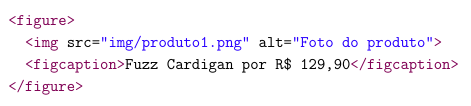 <figure>
  <img src="img/produto1.png" alt="Foto do produto">
  <figcaption>Fuzz Cardigan por R$ 129,90</figcaption>
</figure>